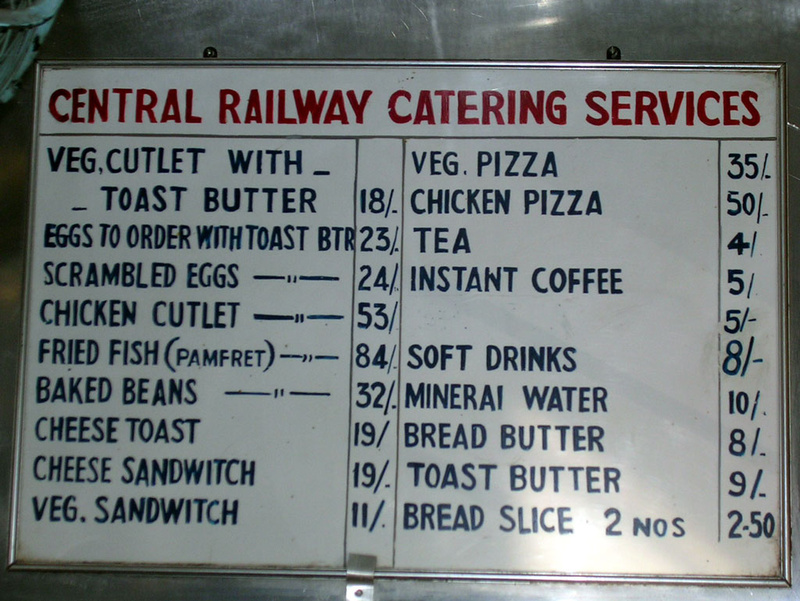 CENTRAL RAILWAY CATERING SERVICES
VEG, CUTLET WITH _
_ TOAST BUTTER 18/-
EGGS TO ORDER WITH TOAST BTR 23/-
SCRAMBLED EGGS —"— 24/-
CHICKEN CUTLET —"— 53/
FRIED FISH (PAMFRET) —"— 84/-
BAKED BEANS —"— 32/-
CHEESE TOAST 19/
CHEESE SANDWITCH 19/-
VEG. SANDWITCH 11/-
VEG. PIZZA 35/-
CHICKEN PIZZA 50/-
TEA 4/
INSTANT COFFEE 5/
5/-
SOFT DRINKS 8/-
MINERAI WATER 10/-
BREAD BUTTER 8/-
TOAST BUTTER 9/-
BREAD SLICE 2 NOS 2-50